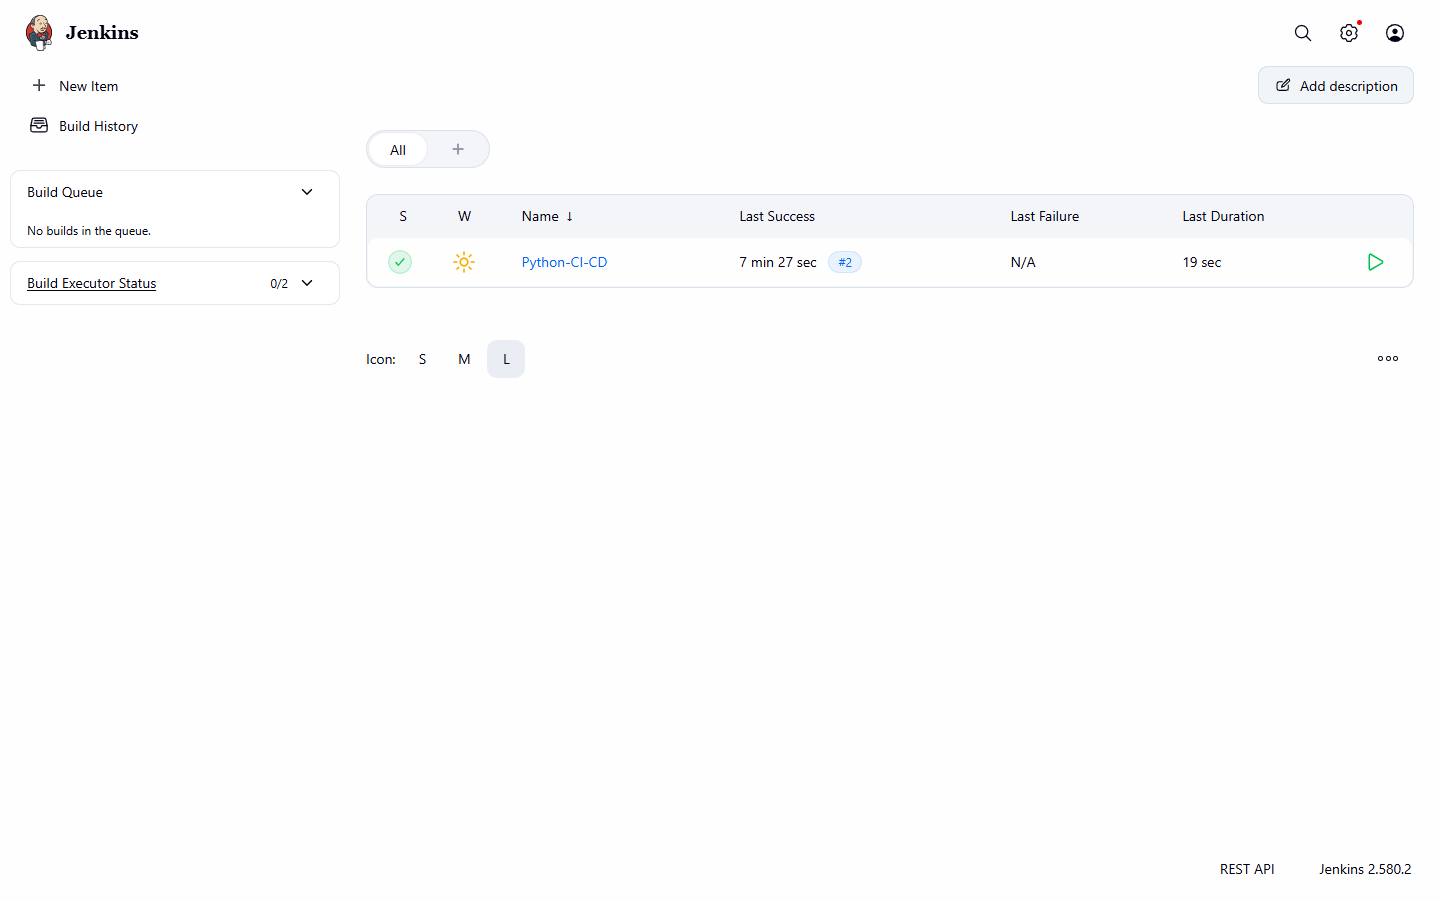 Jenkins
New Item
Add description
Build History
All
Build Queue
No builds in the queue.
Build Executor Status 0/2
S W Name ↓ Last Success Last Failure Last Duration
Python-CI-CD 7 min 27 sec #2 N/A 19 sec
Icon: S M L
REST API Jenkins 2.580.2